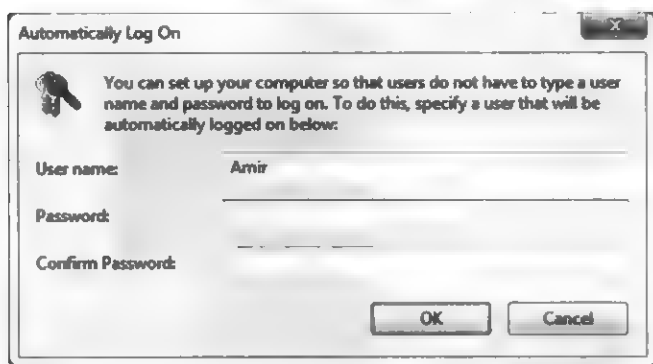 Automatically Log On
x
You can set up your computer so that users do not have to type a user
name and password to log on. To do this, specify a user that will be
automatically logged on below:
User name:
Amir
Password:
Confirm Password:
OK
Cancel